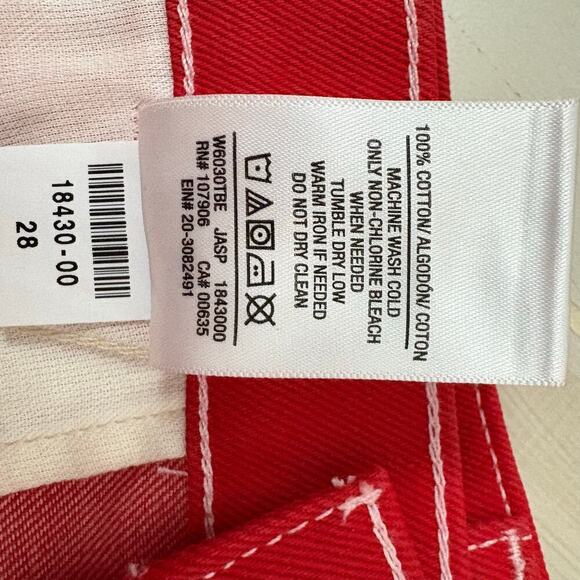 100% COTTON/ALGODÓN/ COTON
MACHINE WASH COLD
ONLY NON-CHLORINE BLEACH
WHEN NEEDED
TUMBLE DRY LOW
WARM IRON IF NEEDED
DO NOT DRY CLEAN
W6030TBE JASP 1843000
RN# 107906 CA# 00635
EIN# 20-3082491
18430-00
28